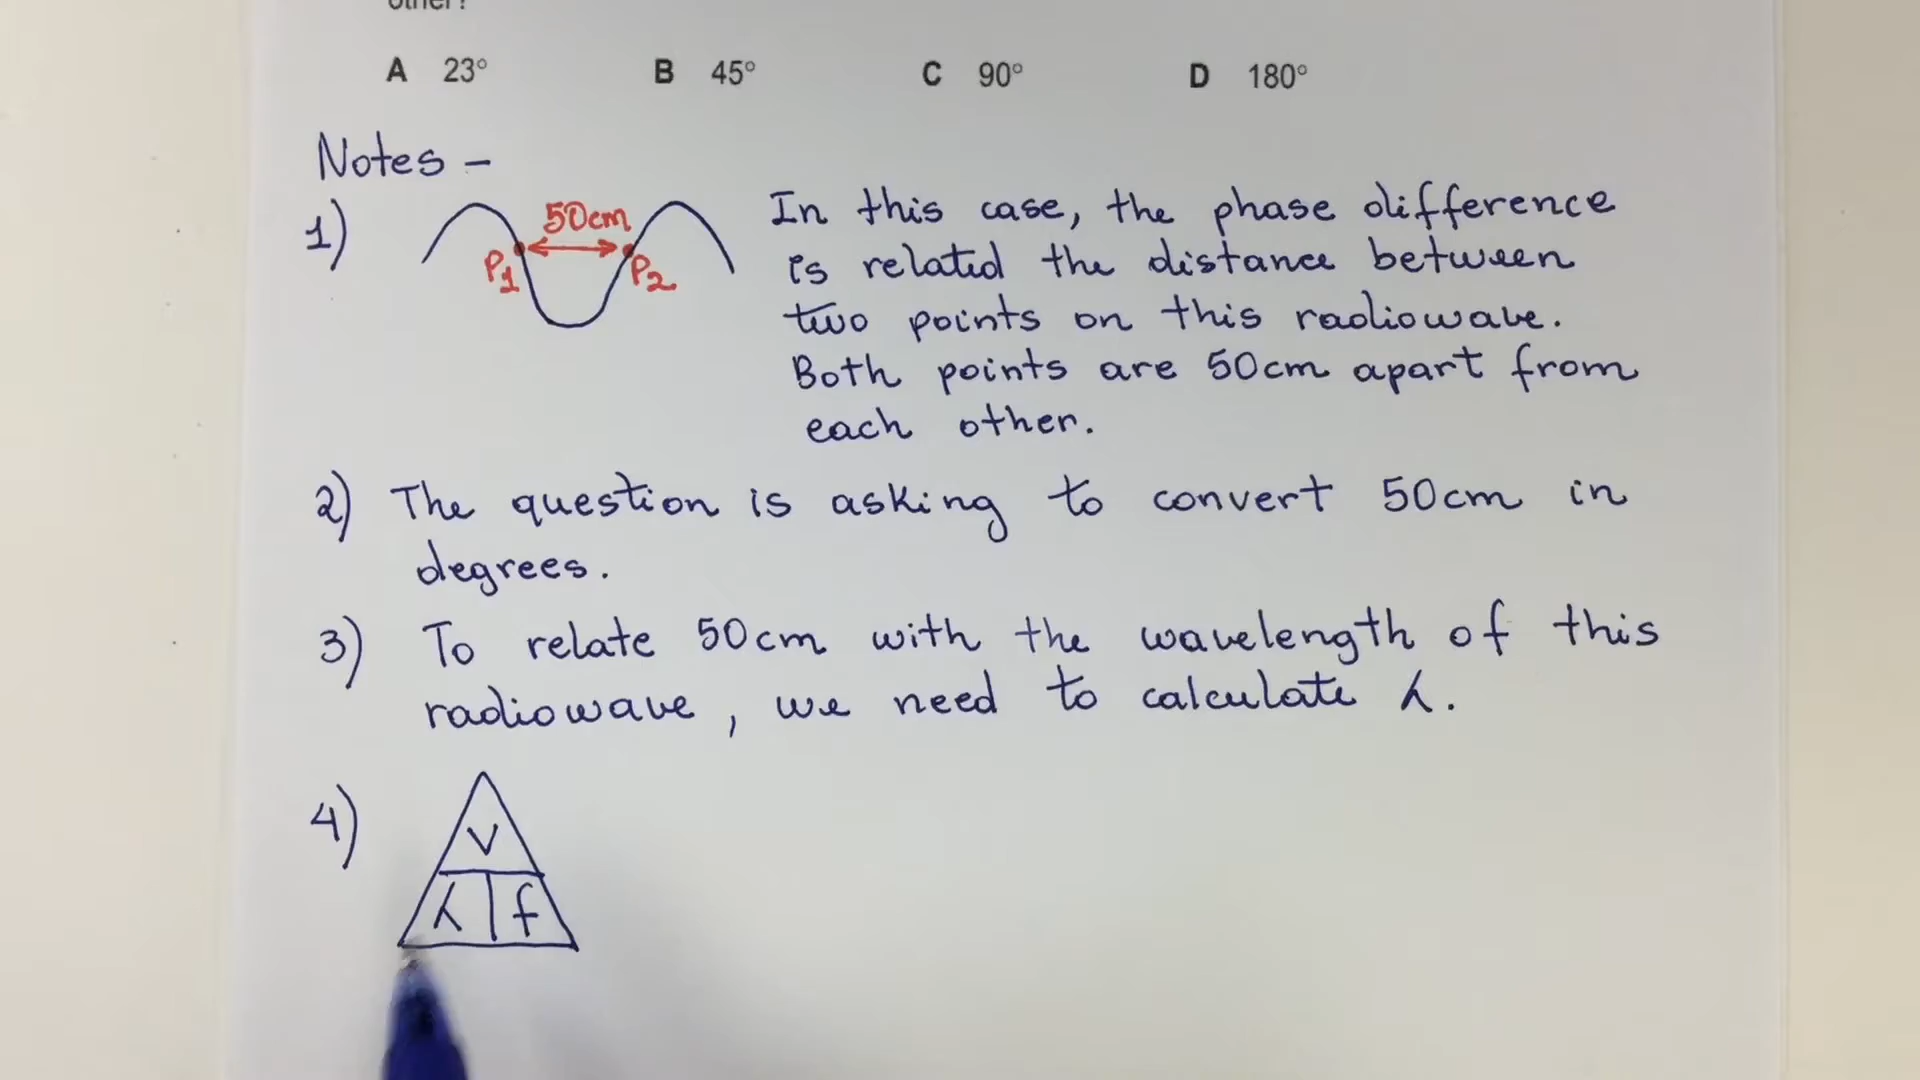 other?
A 23° B 45° C 90° D 180°
Notes -
1) 50cm P1 P2 In this case, the phase difference
is related the distance between
two points on this radiowave.
Both points are 50cm apart from
each other.
2) The question is asking to convert 50cm in
degrees.
3) To relate 50cm with the wavelength of this
radiowave, we need to calculate λ.
4) v
λ f